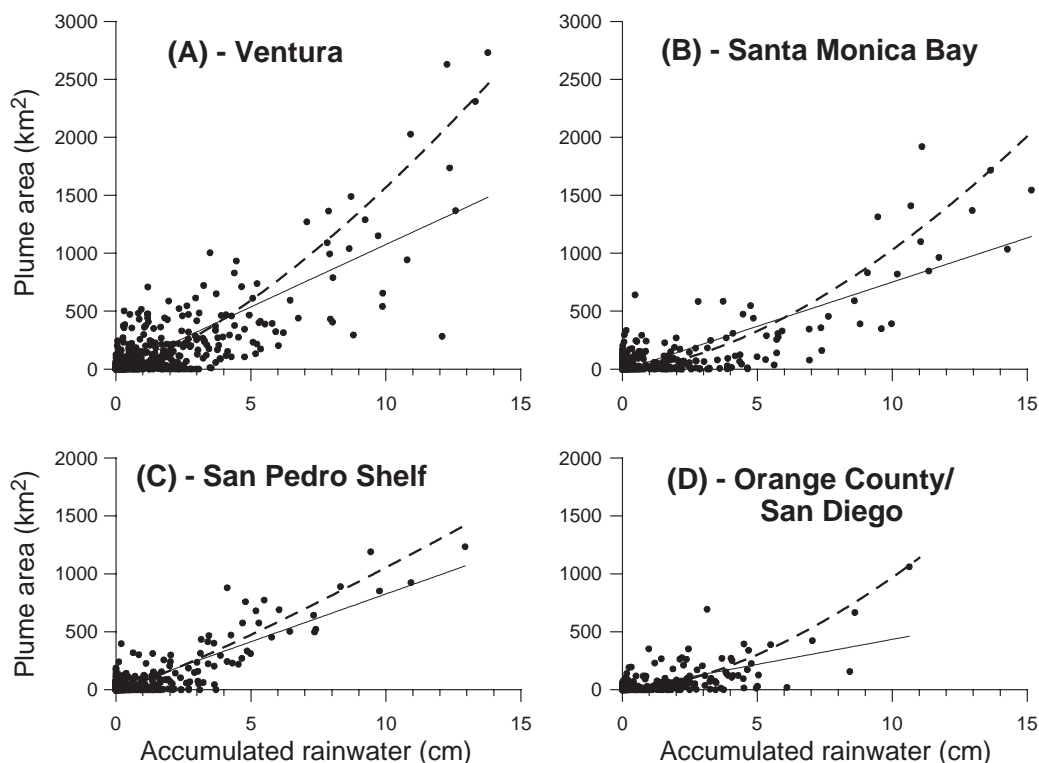 (A) - Ventura
Plume area (km²)
3000
2500
2000
1500
1000
500
0
0 5 10 15
(B) - Santa Monica Bay
3000
2500
2000
1500
1000
500
0
0 5 10 15
(C) - San Pedro Shelf
Plume area (km²)
2000
1500
1000
500
0
0 5 10 15
Accumulated rainwater (cm)
(D) - Orange County/
San Diego
2000
1500
1000
500
0
0 5 10 15
Accumulated rainwater (cm)